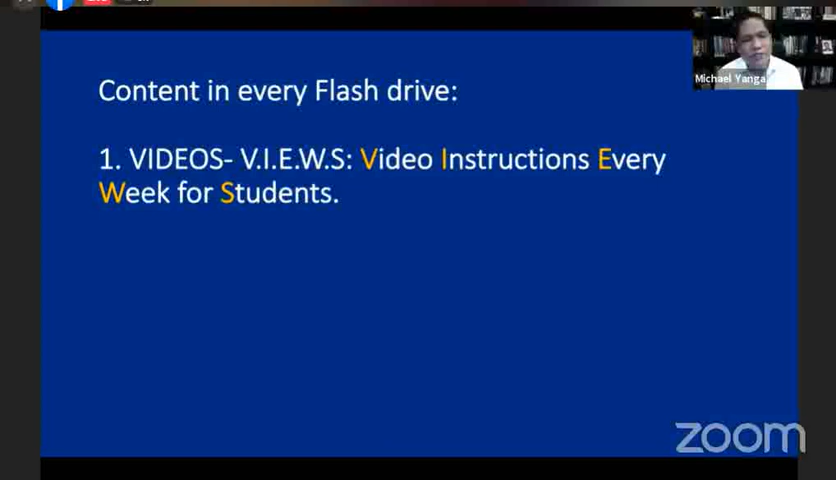 Michael Yanga
Content in every Flash drive:
1. VIDEOS- V.I.E.W.S: Video Instructions Every
Week for Students.
zoom